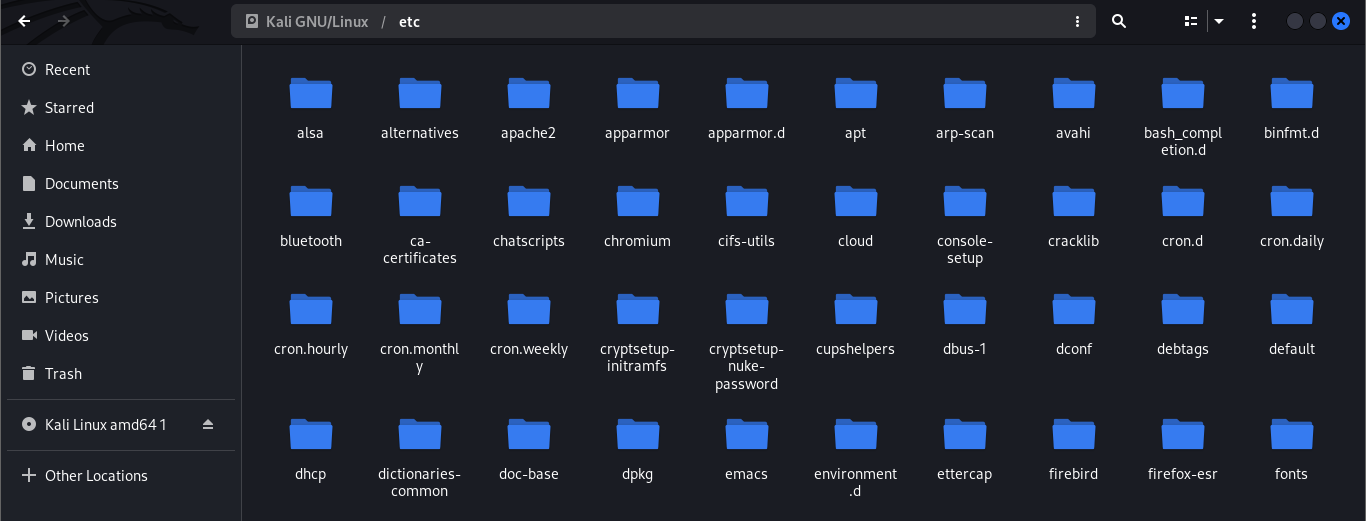 Kali GNU/Linux / etc
Recent
Starred
Home
Documents
Downloads
Music
Pictures
Videos
Trash
Kali Linux amd64 1
Other Locations
alsa alternatives apache2 apparmor apparmor.d apt arp-scan avahi bash_compl binfmt.d
etion.d
bluetooth ca- chatscripts chromium cifs-utils cloud console- cracklib cron.d cron.daily
certificates setup
cron.hourly cron.monthl cron.weekly cryptsetup- cryptsetup- cupshelpers dbus-1 dconf debtags default
y initramfs nuke-
password
dhcp dictionaries- doc-base dpkg emacs environment ettercap firebird firefox-esr fonts
common .d